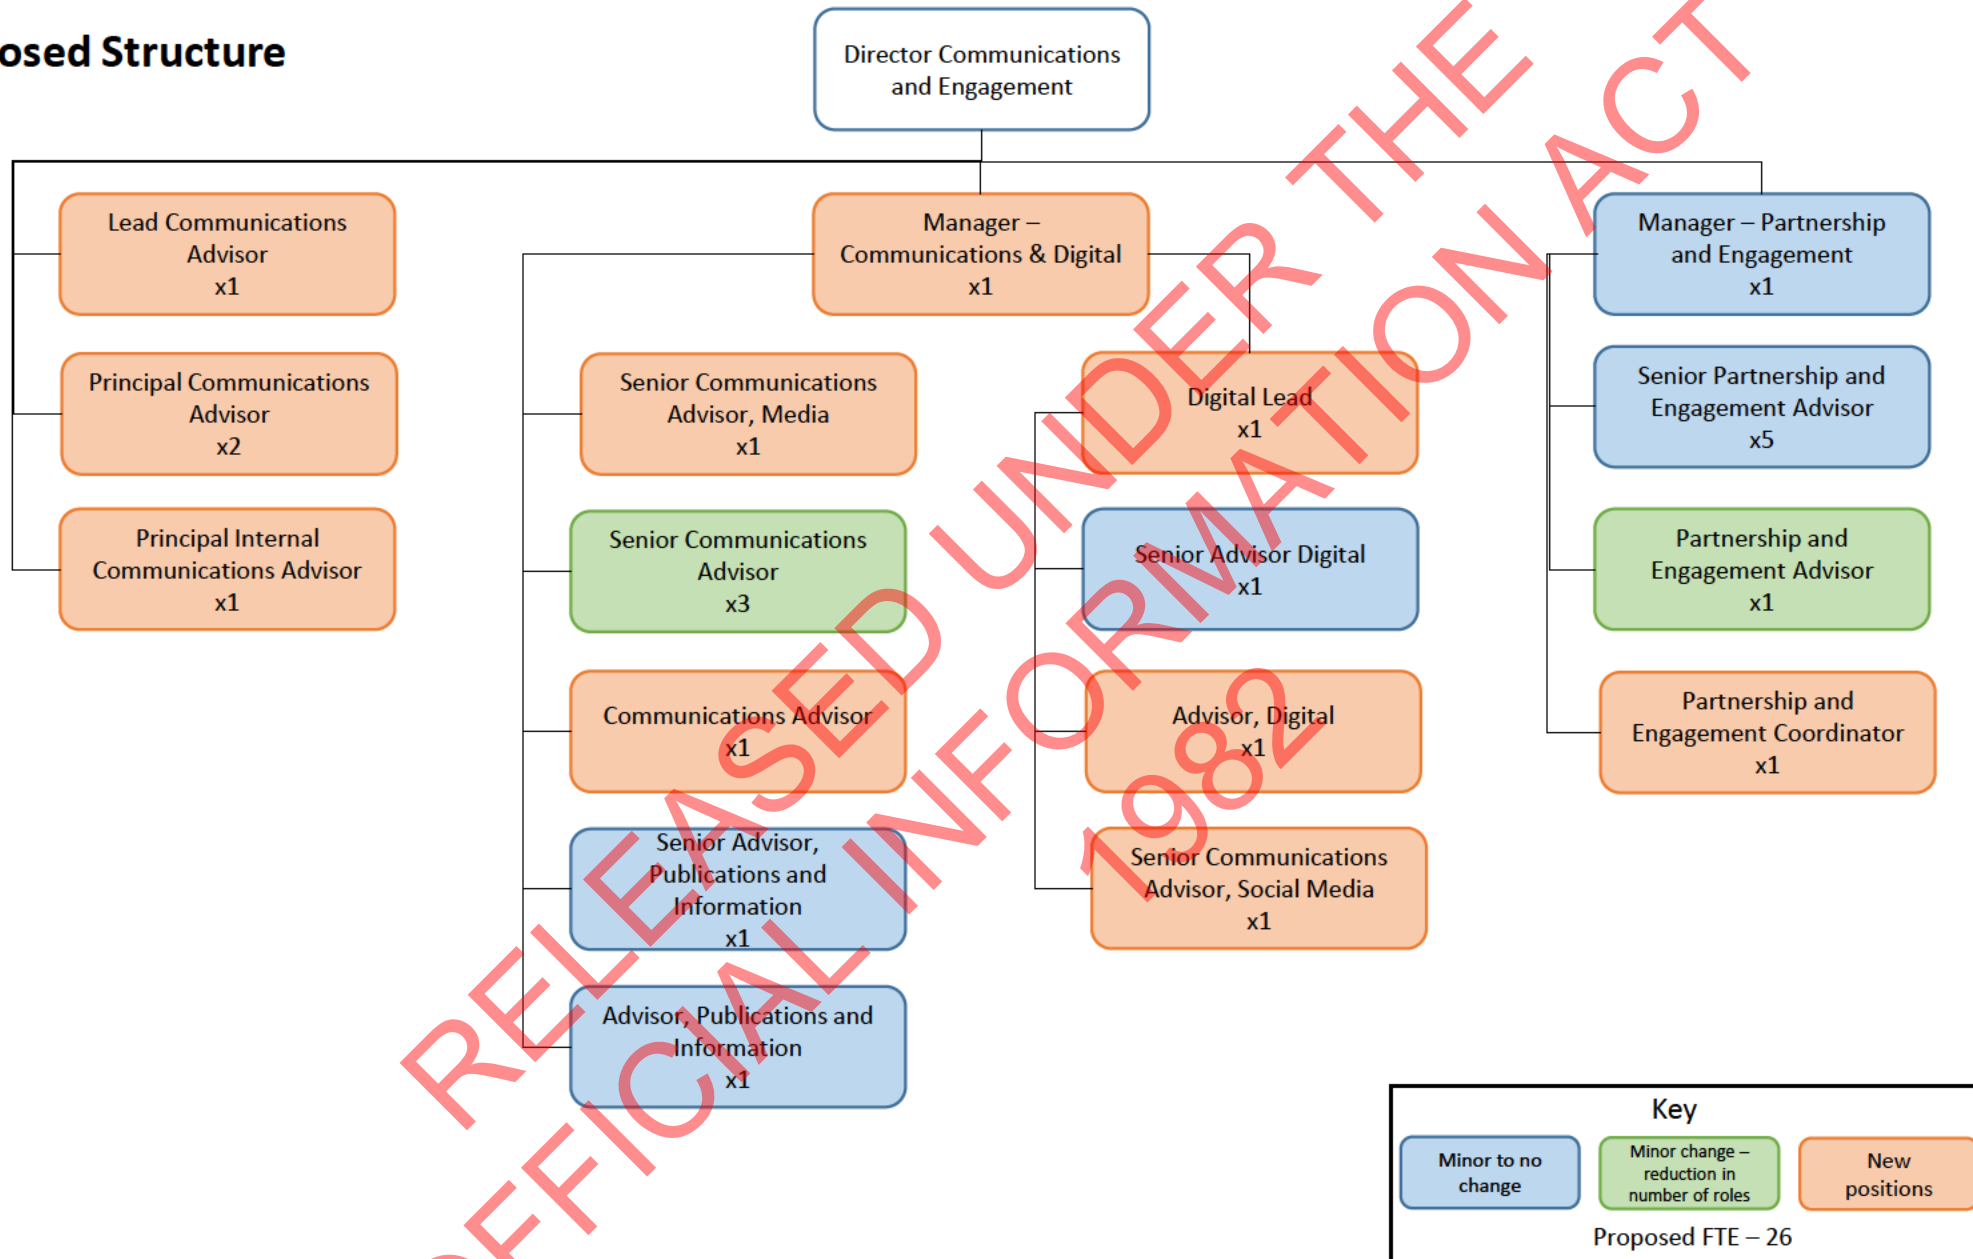 osed Structure
Director Communications
and Engagement
Lead Communications
Advisor
x1
Principal Communications
Advisor
x2
Principal Internal
Communications Advisor
x1
Manager –
Communications & Digital
x1
Senior Communications
Advisor, Media
x1
Senior Communications
Advisor
x3
Communications Advisor
x1
Senior Advisor,
Publications and
Information
x1
Advisor, Publications and
Information
x1
Digital Lead
x1
Senior Advisor Digital
x1
Advisor, Digital
x1
Senior Communications
Advisor, Social Media
x1
Manager – Partnership
and Engagement
x1
Senior Partnership and
Engagement Advisor
x5
Partnership and
Engagement Advisor
x1
Partnership and
Engagement Coordinator
x1
Key
Minor to no
change
Minor change –
reduction in
number of roles
New
positions
Proposed FTE – 26
RELEASED UNDER THE
OFFICIAL INFORMATION ACT
1982